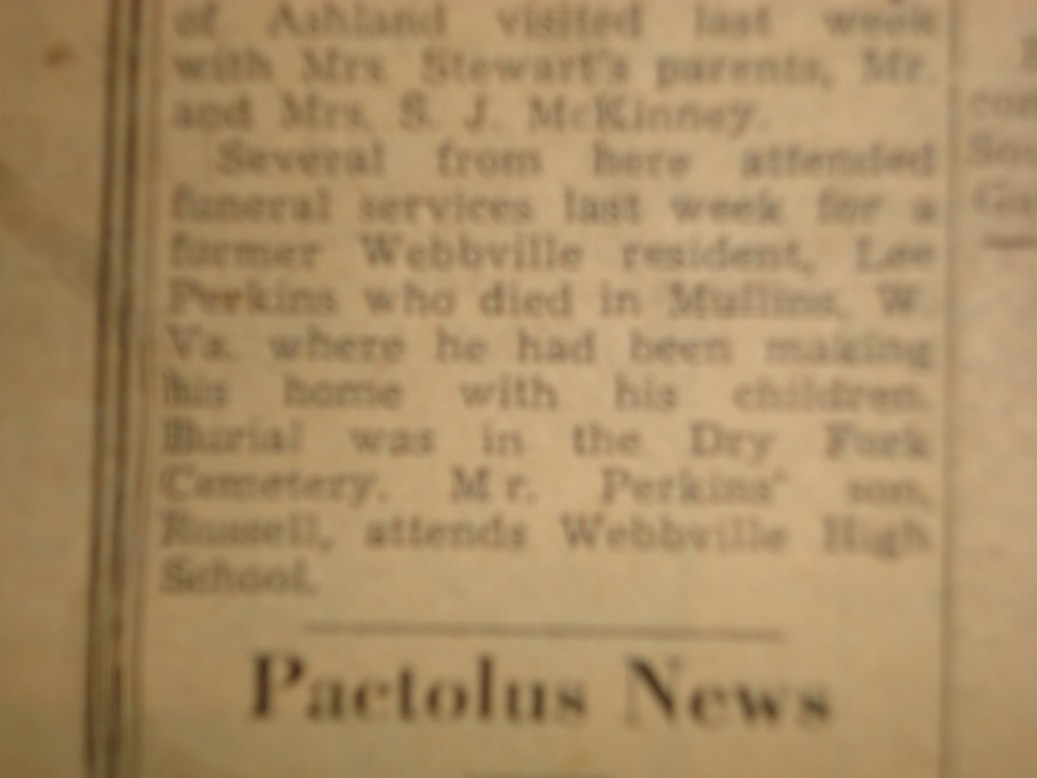 of Ashland visited last week
with Mrs Stewart's parents, Mr.
and Mrs. S. J. McKinney.
Several from here attended
funeral services last week for a
former Webbville resident, Lee
Perkins who died in Mullins, W.
Va. where he had been making
his home with his children.
Burial was in the Dry Fork
Cemetery. Mr. Perkins' son,
Russell, attends Webbville High
School.
Pactolus News